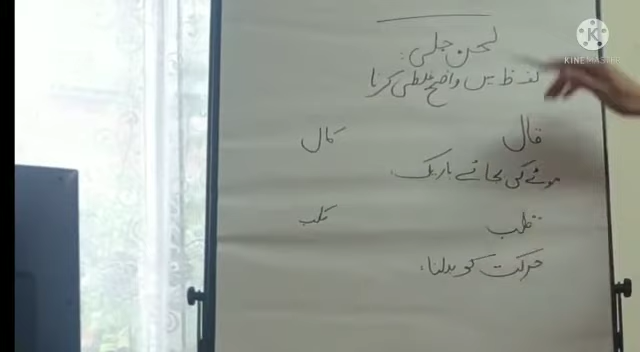 لحن جلی:
لفظ میں واضح غلطی کرنا
قال کال
موٹے کی بجائے باریک
قلب کلب
حرکت کو بدلنا
KINEMASTER